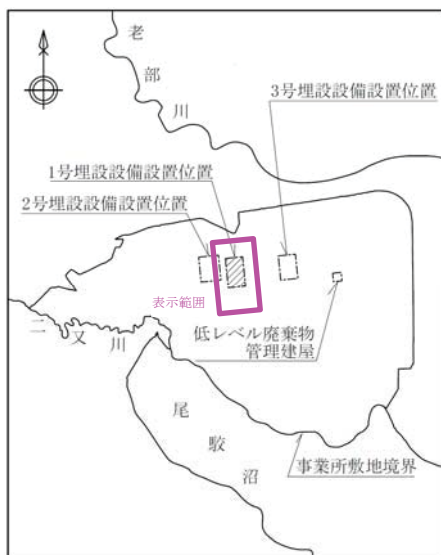 老部川
3号埋設設備設置位置
1号埋設設備設置位置
2号埋設設備設置位置
表示範囲
低レベル廃棄物
管理建屋
二又川
尾駮沼
事業所敷地境界